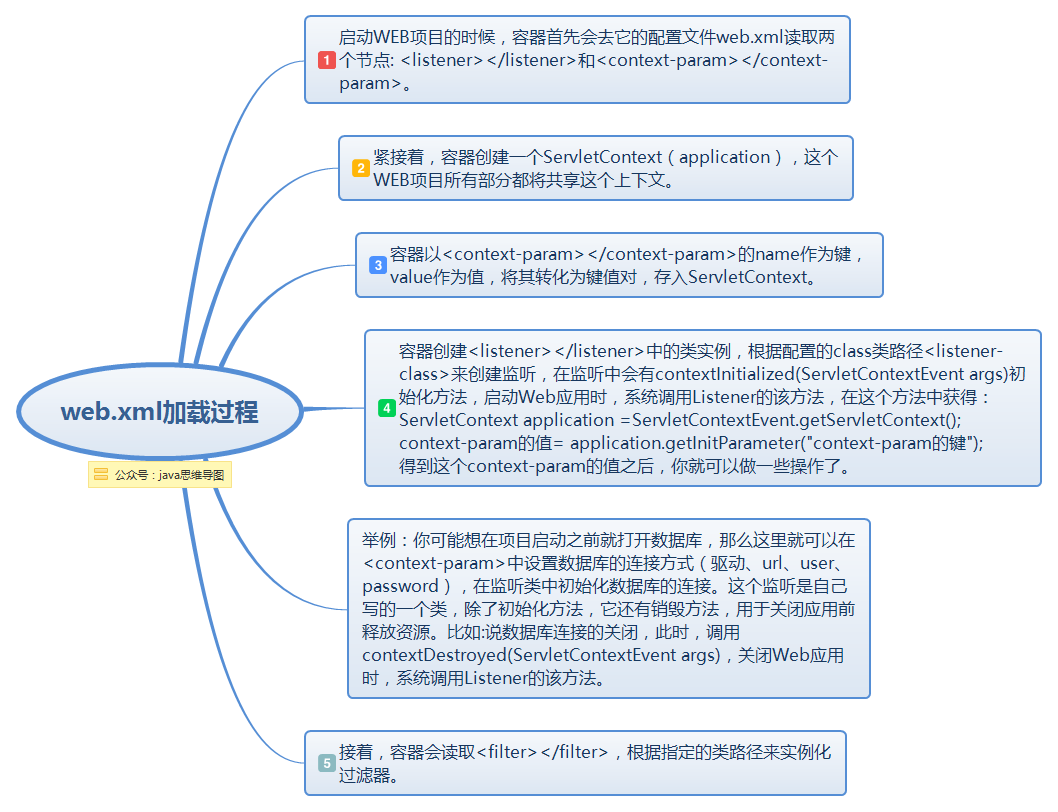 1
启动WEB项目的时候，容器首先会去它的配置文件web.xml读取两
个节点: <listener></listener>和<context-param></context-
param>。
2
紧接着，容器创建一个ServletContext（application），这个
WEB项目所有部分都将共享这个上下文。
3
容器以<context-param></context-param>的name作为键，
value作为值，将其转化为键值对，存入ServletContext。
4
容器创建<listener></listener>中的类实例，根据配置的class类路径<listener-
class>来创建监听，在监听中会有contextInitialized(ServletContextEvent args)初
始化方法，启动Web应用时，系统调用Listener的该方法，在这个方法中获得：
ServletContext application =ServletContextEvent.getServletContext();
context-param的值= application.getInitParameter("context-param的键");
得到这个context-param的值之后，你就可以做一些操作了。
web.xml加载过程
公众号：java思维导图
举例：你可能想在项目启动之前就打开数据库，那么这里就可以在
<context-param>中设置数据库的连接方式（驱动、url、user、
password），在监听类中初始化数据库的连接。这个监听是自己
写的一个类，除了初始化方法，它还有销毁方法，用于关闭应用前
释放资源。比如:说数据库连接的关闭，此时，调用
contextDestroyed(ServletContextEvent args)，关闭Web应用
时，系统调用Listener的该方法。
5
接着，容器会读取<filter></filter>，根据指定的类路径来实例化
过滤器。